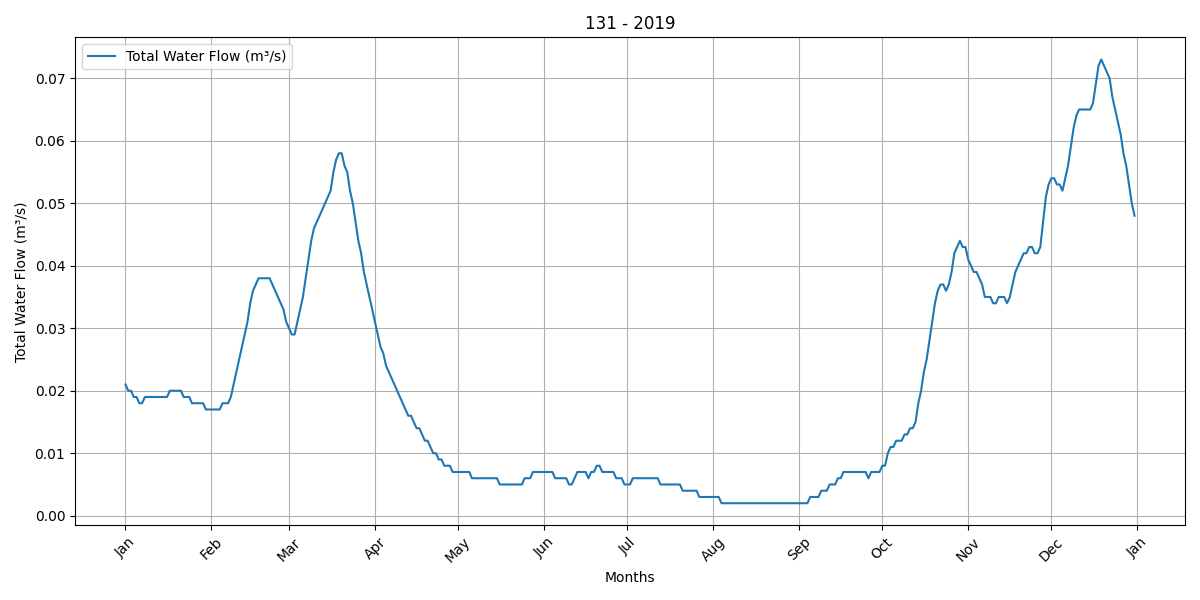 131 - 2019
Total Water Flow (m³/s)
Total Water Flow (m³/s)
0.07
0.06
0.05
0.04
0.03
0.02
0.01
0.00
Jan
Feb
Mar
Apr
May
Jun
Jul
Aug
Sep
Oct
Nov
Dec
Jan
Months